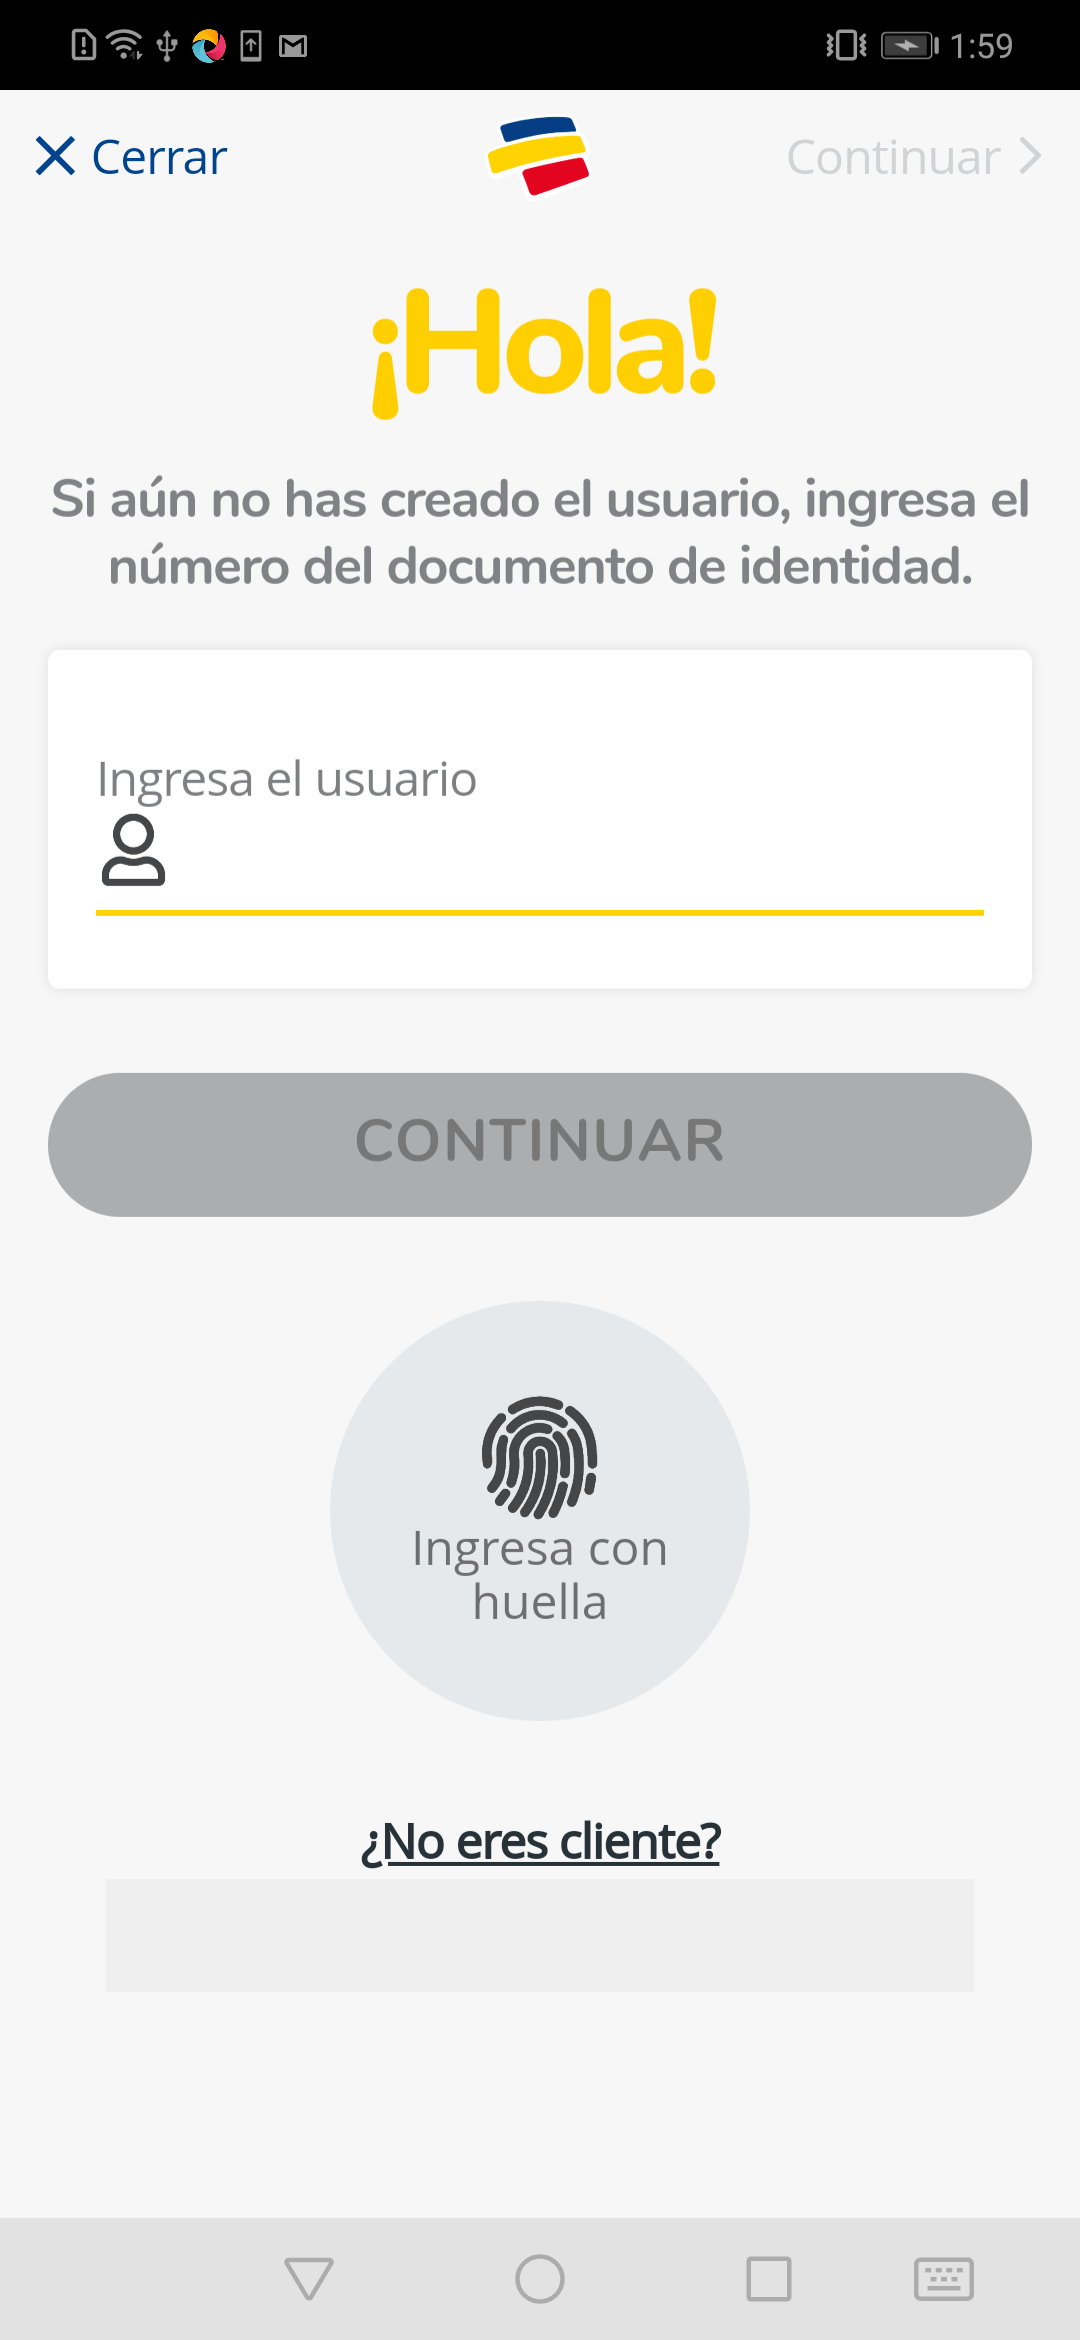 1:59
Cerrar
Continuar
¡Hola!
Si aún no has creado el usuario, ingresa el
número del documento de identidad.
Ingresa el usuario
CONTINUAR
Ingresa con
huella
¿No eres cliente?